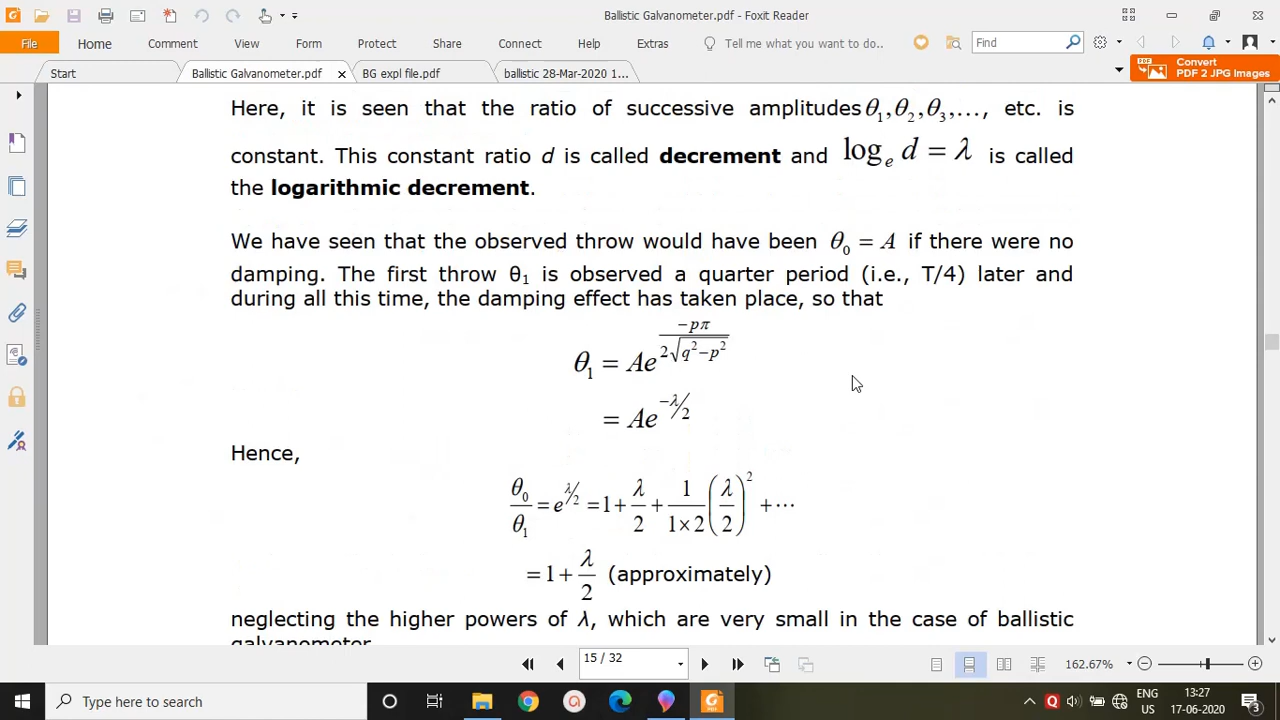 Ballistic Galvanometer.pdf - Foxit Reader
File Home Comment View Form Protect Share Connect Help Extras Tell me what you want to do.. Find
Start Ballistic Galvanometer.pdf BG expl file.pdf ballistic 28-Mar-2020 1... Convert
PDF 2 JPG Images
Here, it is seen that the ratio of successive amplitudes θ₁,θ₂,θ₃,..., etc. is
constant. This constant ratio d is called decrement and logₑ d = λ is called
the logarithmic decrement.
We have seen that the observed throw would have been θ₀ = A if there were no
damping. The first throw θ₁ is observed a quarter period (i.e., T/4) later and
during all this time, the damping effect has taken place, so that
θ₁ = Ae^(−pπ / 2√(q²−p²))
= Ae^(−λ/2)
Hence,
θ₀/θ₁ = e^(λ/2) = 1 + λ/2 + 1/(1×2) (λ/2)² + ⋯
= 1 + λ/2 (approximately)
neglecting the higher powers of λ, which are very small in the case of ballistic
galvanometer
15 / 32 162.67%
Type here to search
ENG 13:27
IN 17-06-2020 3